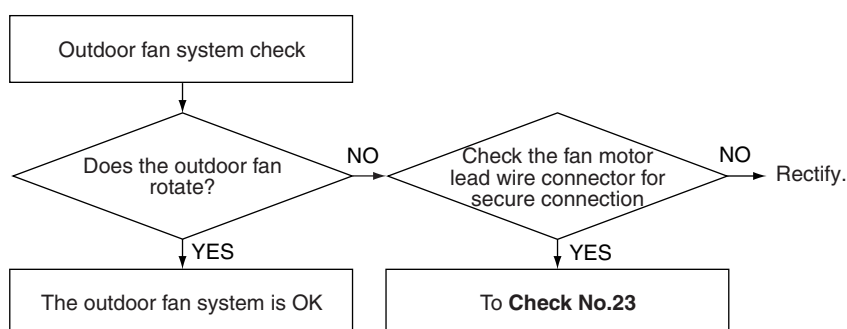 Outdoor fan system check
Does the outdoor fan
rotate?
NO
Check the fan motor
lead wire connector for
secure connection
NO
Rectify.
YES
YES
The outdoor fan system is OK
To Check No.23